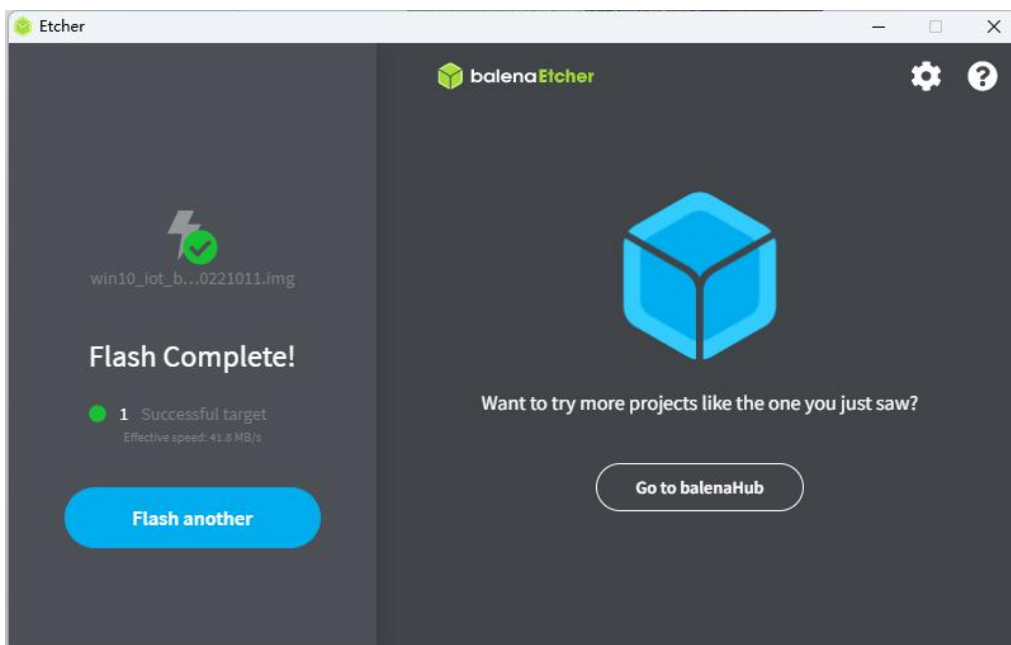 Etcher
balenaEtcher
win10_iot_b...0221011.img
Flash Complete!
1 Successful target
Effective speed: 41.8 MB/s
Flash another
Want to try more projects like the one you just saw?
Go to balenaHub